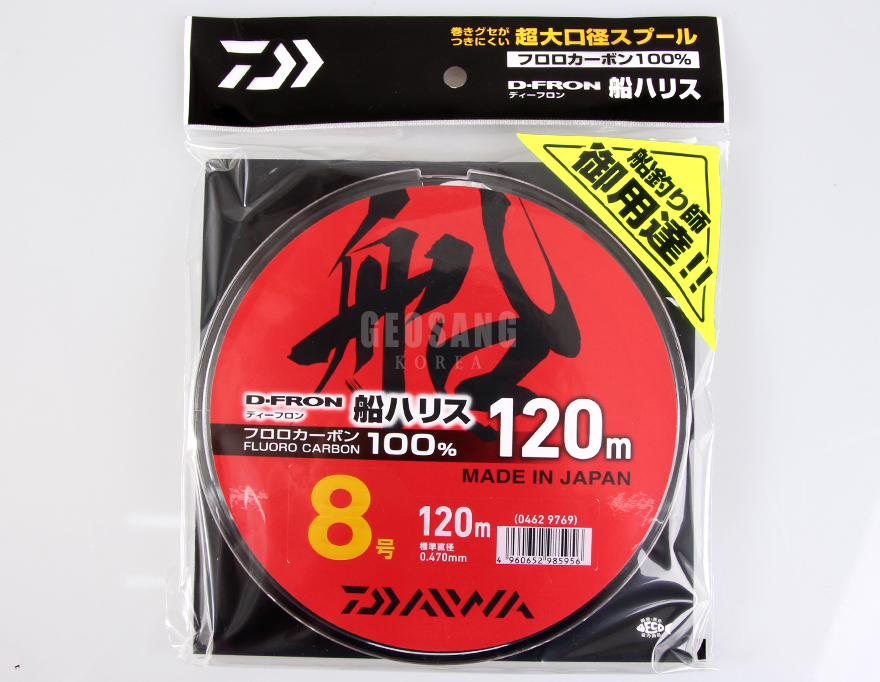 巻きグセが
つきにくい 超大口径スプール
フロロカーボン100%
D-FRON
ディーフロン 船ハリス
船釣り師
御用達!!
船
GEOSANG
KOREA
D-FRON
ディーフロン 船ハリス 120m
フロロカーボン
FLUORO CARBON 100%
MADE IN JAPAN
8号
120m
標準直径
0.470mm
(0462 9769)
4 960652 985956
DAIWA